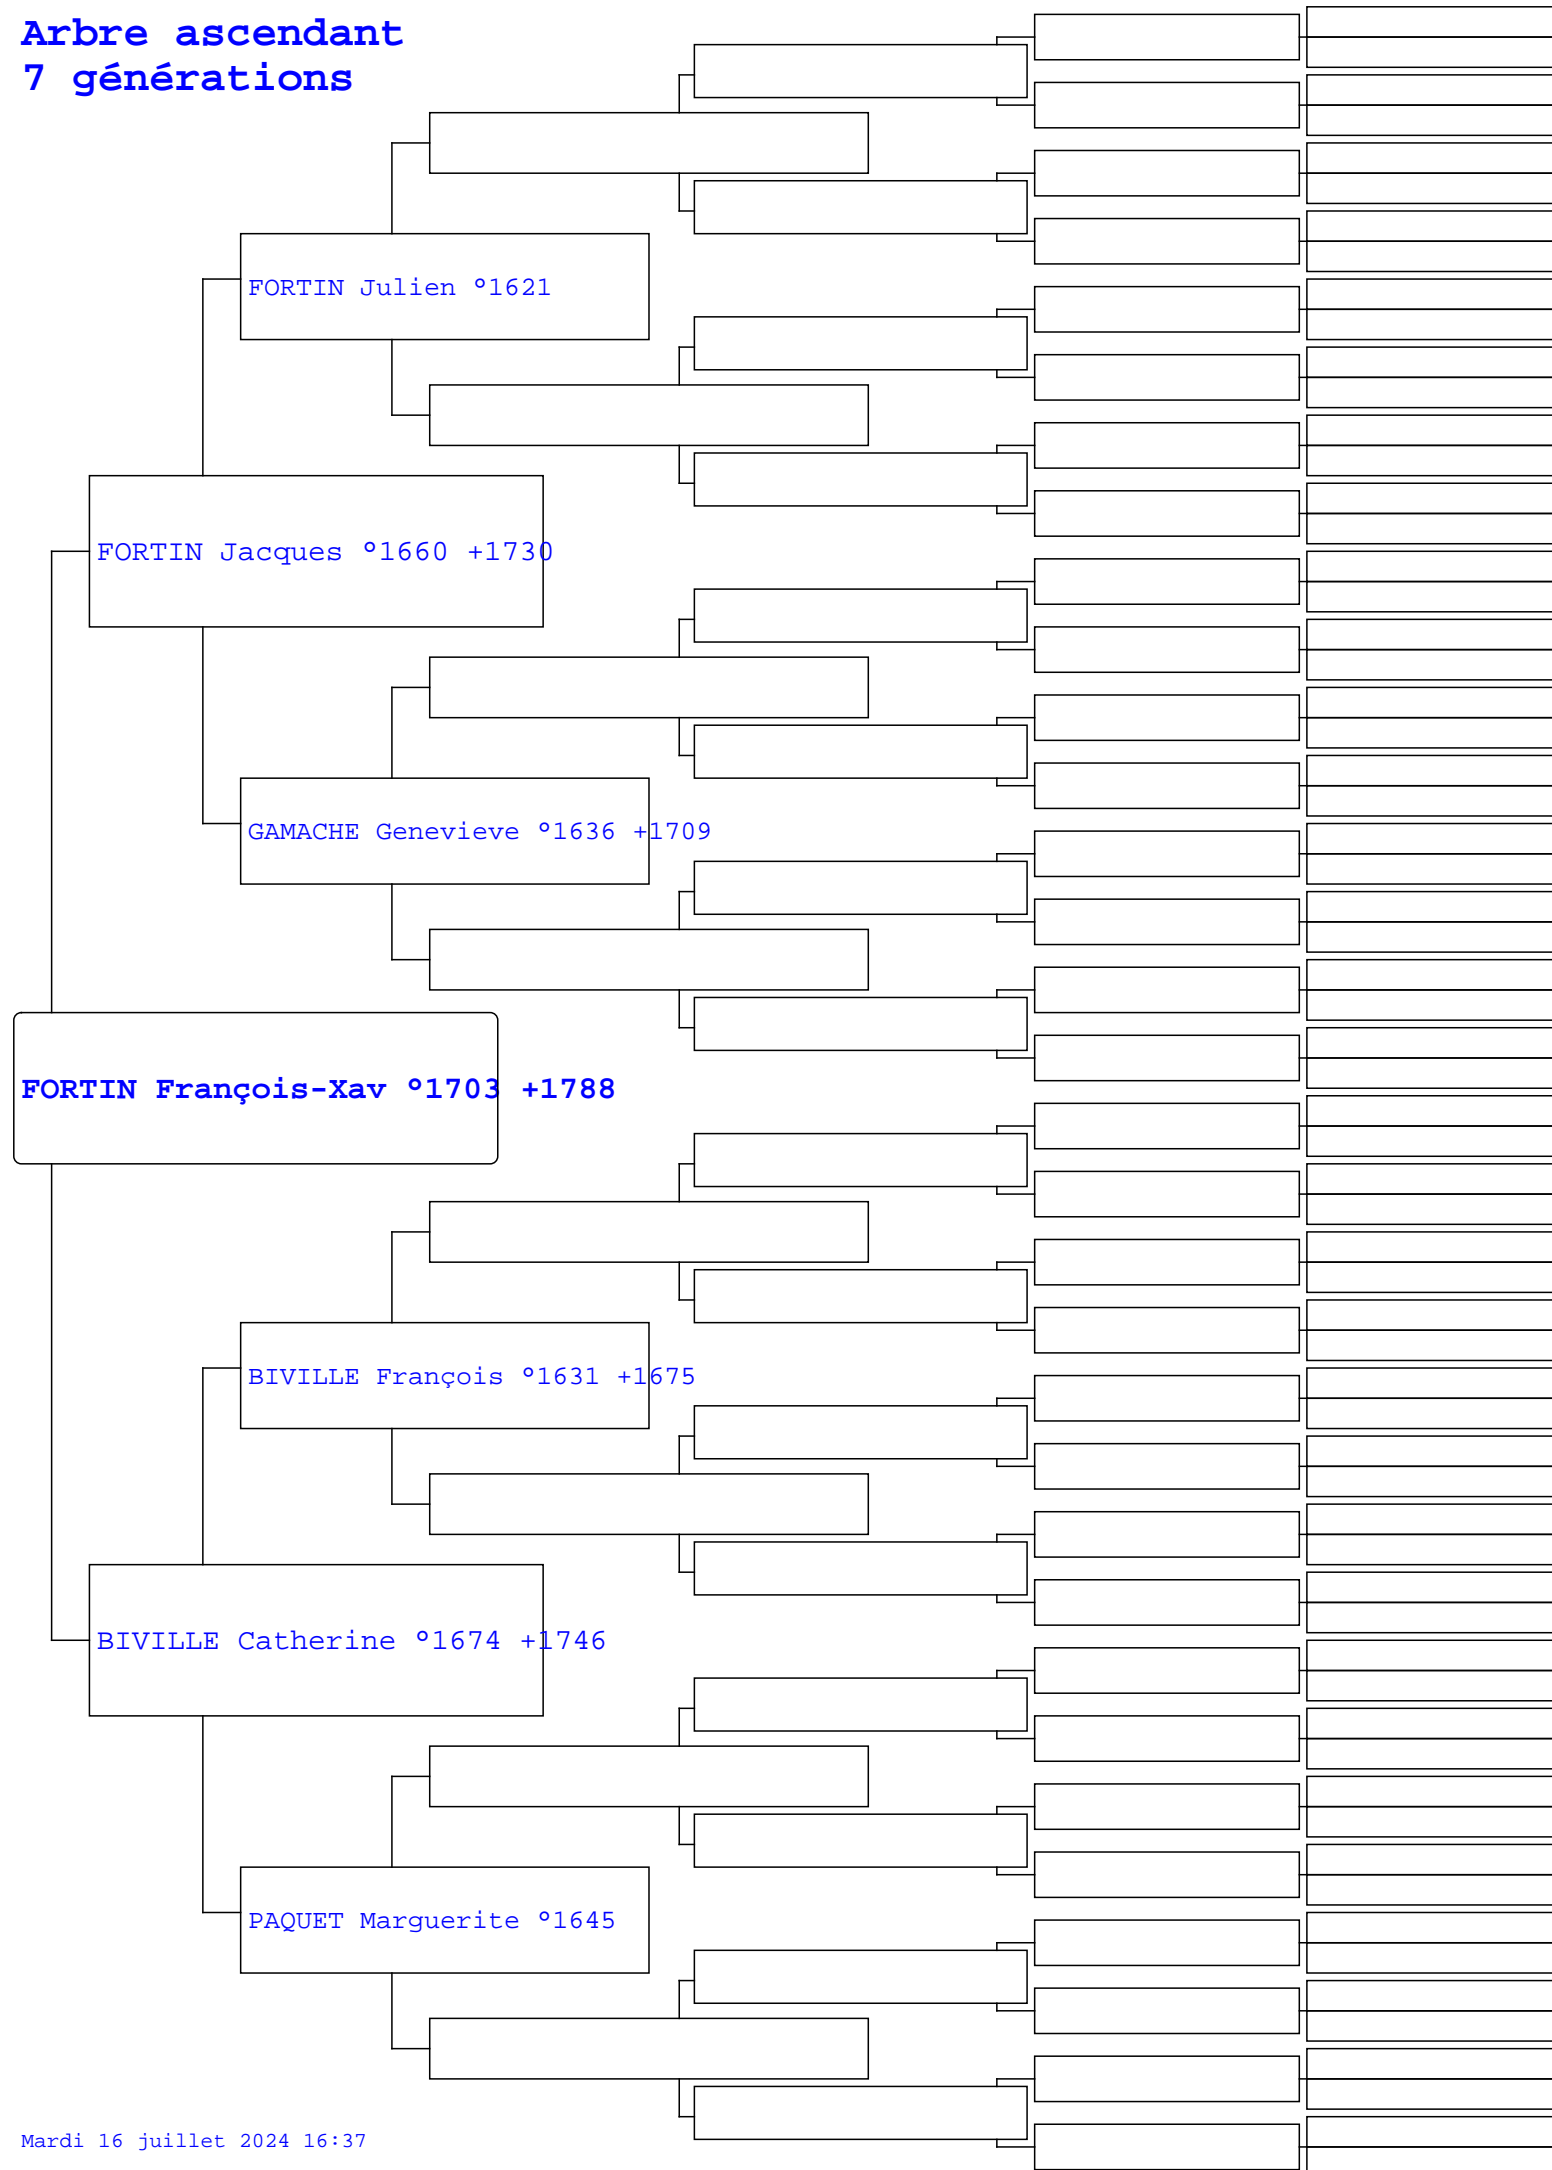 Arbre ascendant
7 générations
FORTIN Julien °1621
FORTIN Jacques °1660 +1730
GAMACHE Genevieve °1636 +1709
FORTIN François-Xav °1703 +1788
BIVILLE François °1631 +1675
BIVILLE Catherine °1674 +1746
PAQUET Marguerite °1645
Mardi 16 juillet 2024 16:37